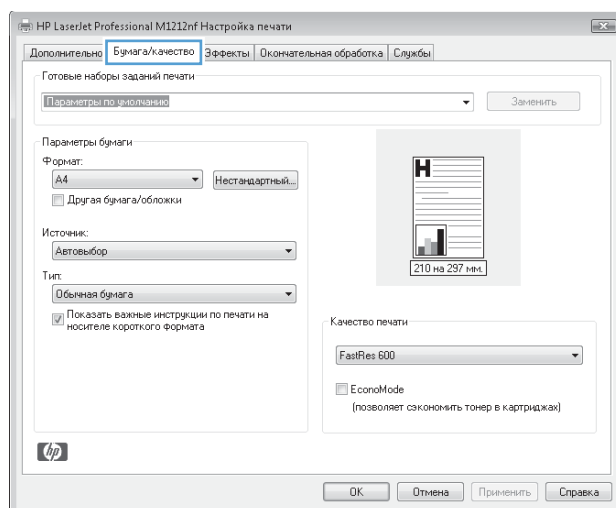 HP LaserJet Professional M1212nf Настройка печати
Дополнительно Бумага/качество Эффекты Окончательная обработка Службы
Готовые наборы заданий печати
Параметры по умолчанию Заменить
Параметры бумаги
Формат:
A4 Нестандартный...
Другая бумага/обложки
Источник:
Автовыбор
Тип:
Обычная бумага
Показать важные инструкции по печати на
носителе короткого формата
H
210 на 297 мм.
Качество печати
FastRes 600
EconoMode
(позволяет сэкономить тонер в картриджах)
hp
OK Отмена Применить Справка